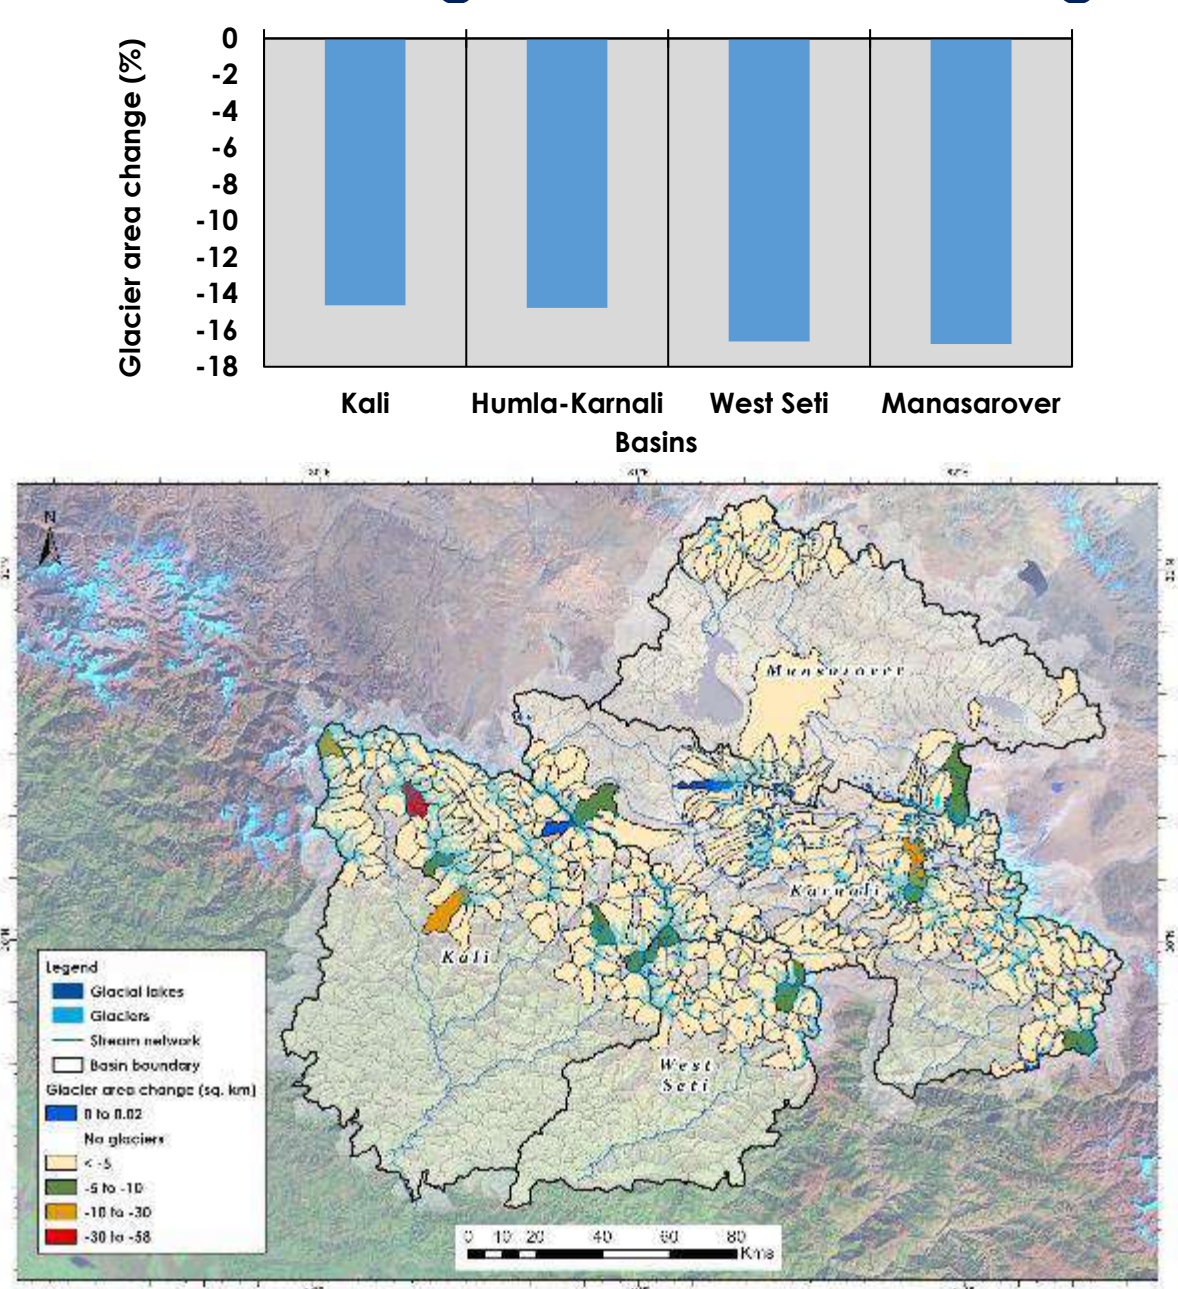 Glacier area change (%)
0
-2
-4
-6
-8
-10
-12
-14
-16
-18
Kali Humla-Karnali West Seti Manasarover
Basins
N
Mansarover
Karnali
Kali
West
Seti
Legend
Glacial lakes
Glaciers
Stream network
Basin boundary
Glacier area change (sq. km)
0 to 0.02
No glaciers
< -5
-5 to -10
-10 to -30
-30 to -58
0 10 20 40 60 80
Kms